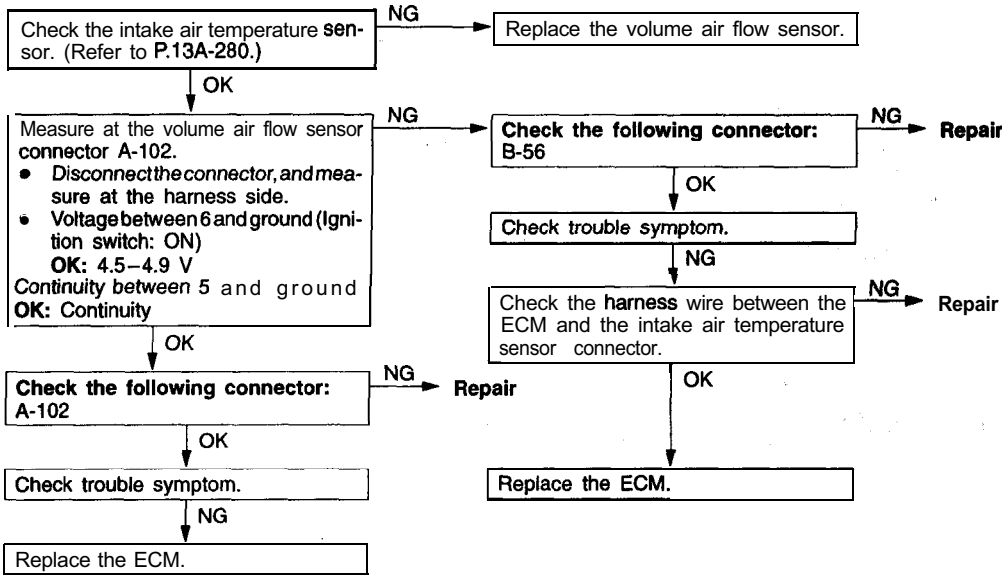 Check the intake air temperature sen-
sor. (Refer to P.13A-280.)
NG
Replace the volume air flow sensor.
OK
Measure at the volume air flow sensor
connector A-102.
● Disconnect the connector, and mea-
sure at the harness side.
● Voltage between 6 and ground (Igni-
tion switch: ON)
OK: 4.5–4.9 V
Continuity between 5 and ground
OK: Continuity
NG
Check the following connector:
B-56
NG
Repair
OK
Check trouble symptom.
NG
Check the harness wire between the
ECM and the intake air temperature
sensor connector.
NG
Repair
OK
Replace the ECM.
OK
Check the following connector:
A-102
NG
Repair
OK
Check trouble symptom.
NG
Replace the ECM.